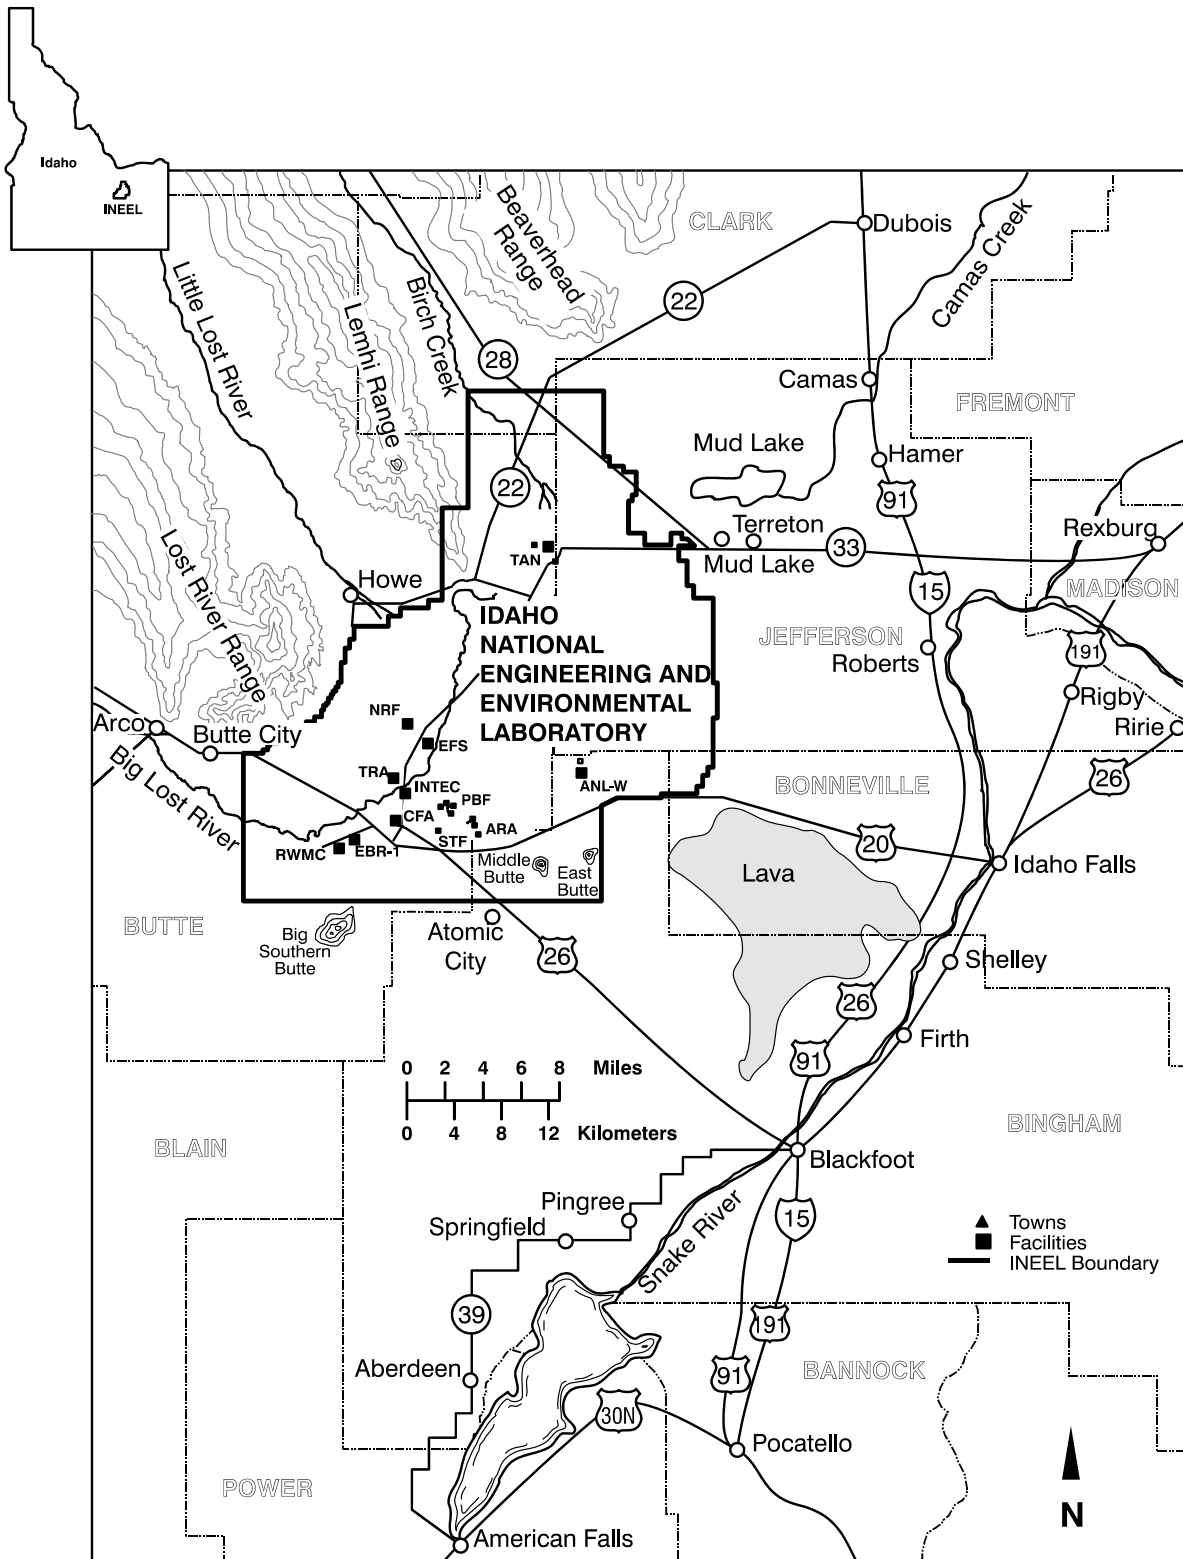 Idaho
INEEL
Beaverhead
Range
CLARK
Dubois
Camas Creek
Little Lost River
Lemhi Range
Birch Creek
22
28
Camas
FREMONT
Mud Lake
Hamer
22
91
Terreton
Rexburg
TAN
33
Mud Lake
Howe
15
MADISON
Lost River Range
IDAHO
NATIONAL
ENGINEERING AND
ENVIRONMENTAL
LABORATORY
JEFFERSON
Roberts
191
Rigby
NRF
Arco
Butte City
EFS
Ririe
Big Lost River
TRA
INTEC
ANL-W
BONNEVILLE
26
PBF
CFA
ARA
STF
20
RWMC
EBR-1
Middle
Butte
East
Butte
Lava
Idaho Falls
BUTTE
Big
Southern
Butte
Atomic
City
26
Shelley
26
Firth
91
0 2 4 6 8 Miles
0 4 8 12 Kilometers
BLAIN
BINGHAM
Blackfoot
Pingree
Springfield
Snake River
15
Towns
Facilities
INEEL Boundary
39
191
Aberdeen
91
BANNOCK
30N
Pocatello
POWER
N
American Falls